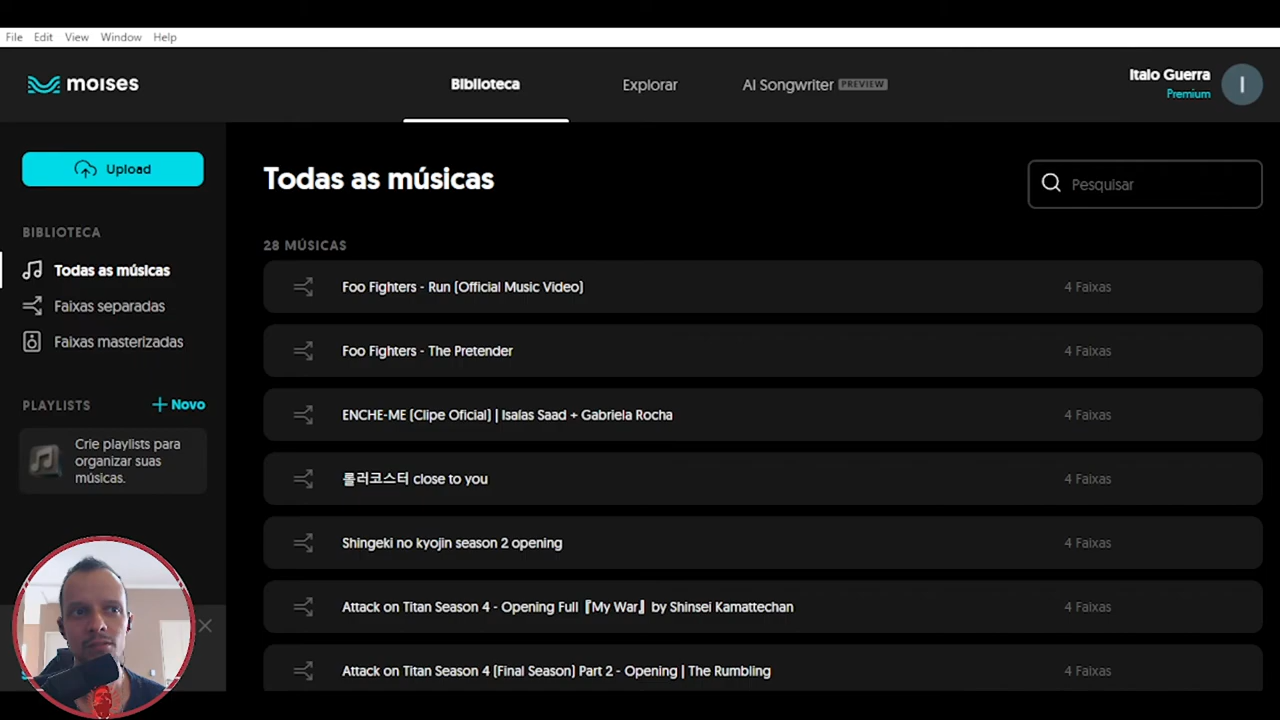 File Edit View Window Help
moises
Biblioteca
Explorar
AI Songwriter PREVIEW
Italo Guerra
Premium
I
Upload
Todas as músicas
Pesquisar
BIBLIOTECA
28 MÚSICAS
Todas as músicas
Faixas separadas
Faixas masterizadas
PLAYLISTS
+ Novo
Crie playlists para
organizar suas
músicas.
Foo Fighters - Run (Official Music Video) 4 Faixas
Foo Fighters - The Pretender 4 Faixas
ENCHE-ME (Clipe Oficial) | Isaías Saad + Gabriela Rocha 4 Faixas
롤러코스터 close to you 4 Faixas
Shingeki no kyojin season 2 opening 4 Faixas
Attack on Titan Season 4 - Opening Full『My War』by Shinsei Kamattechan 4 Faixas
Attack on Titan Season 4 (Final Season) Part 2 - Opening | The Rumbling 4 Faixas